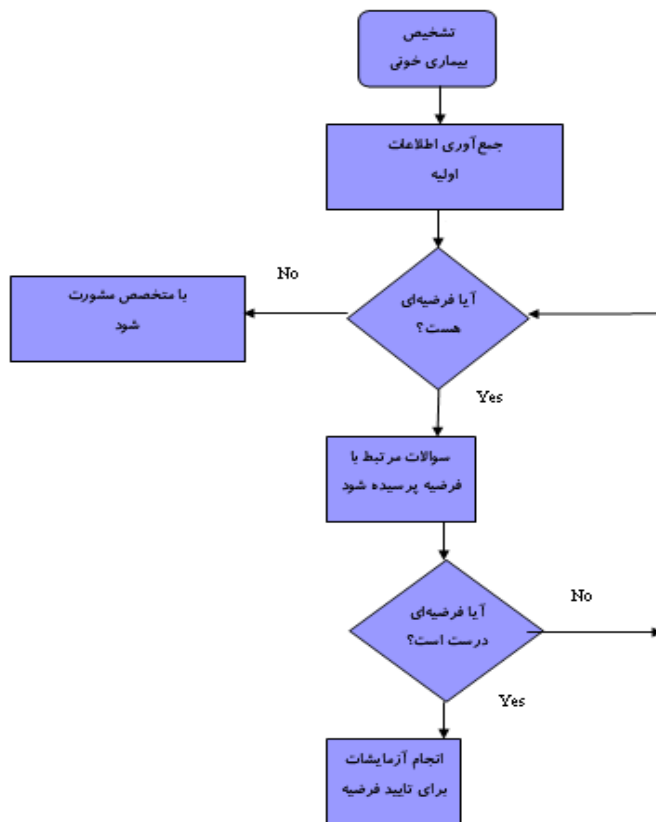 تشخیص
بیماری خونی
جمع‌آوری اطلاعات
اولیه
آیا فرضیه‌ای
هست؟
No
با متخصص مشورت
شود
Yes
سوالات مرتبط با
فرضیه پرسیده شود
آیا فرضیه‌ای
درست است؟
No
Yes
انجام آزمایشات
برای تایید فرضیه